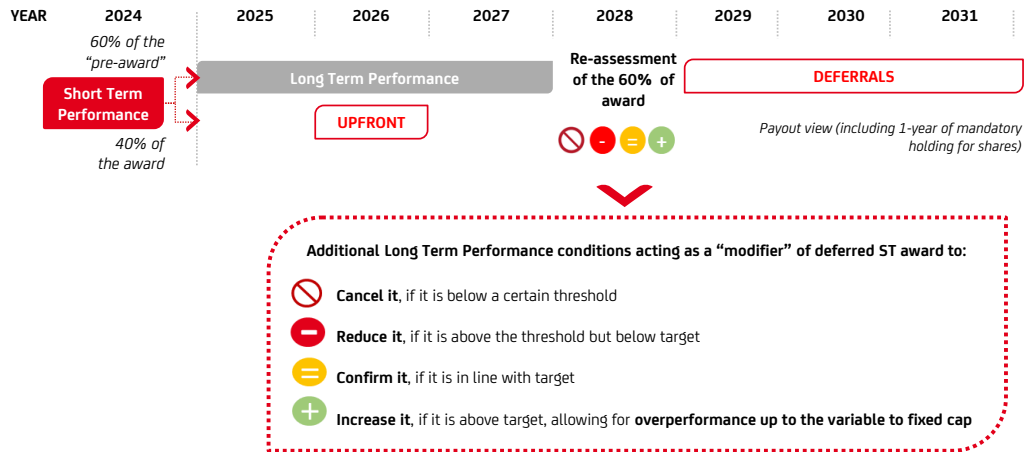 YEAR 2024 2025 2026 2027 2028 2029 2030 2031
60% of the
“pre-award”
Short Term
Performance
40% of
the award
Long Term Performance
UPFRONT
Re-assessment
of the 60% of
award
- = +
DEFERRALS
Payout view (including 1-year of mandatory
holding for shares)
Additional Long Term Performance conditions acting as a “modifier” of deferred ST award to:
Cancel it, if it is below a certain threshold
Reduce it, if it is above the threshold but below target
Confirm it, if it is in line with target
Increase it, if it is above target, allowing for overperformance up to the variable to fixed cap